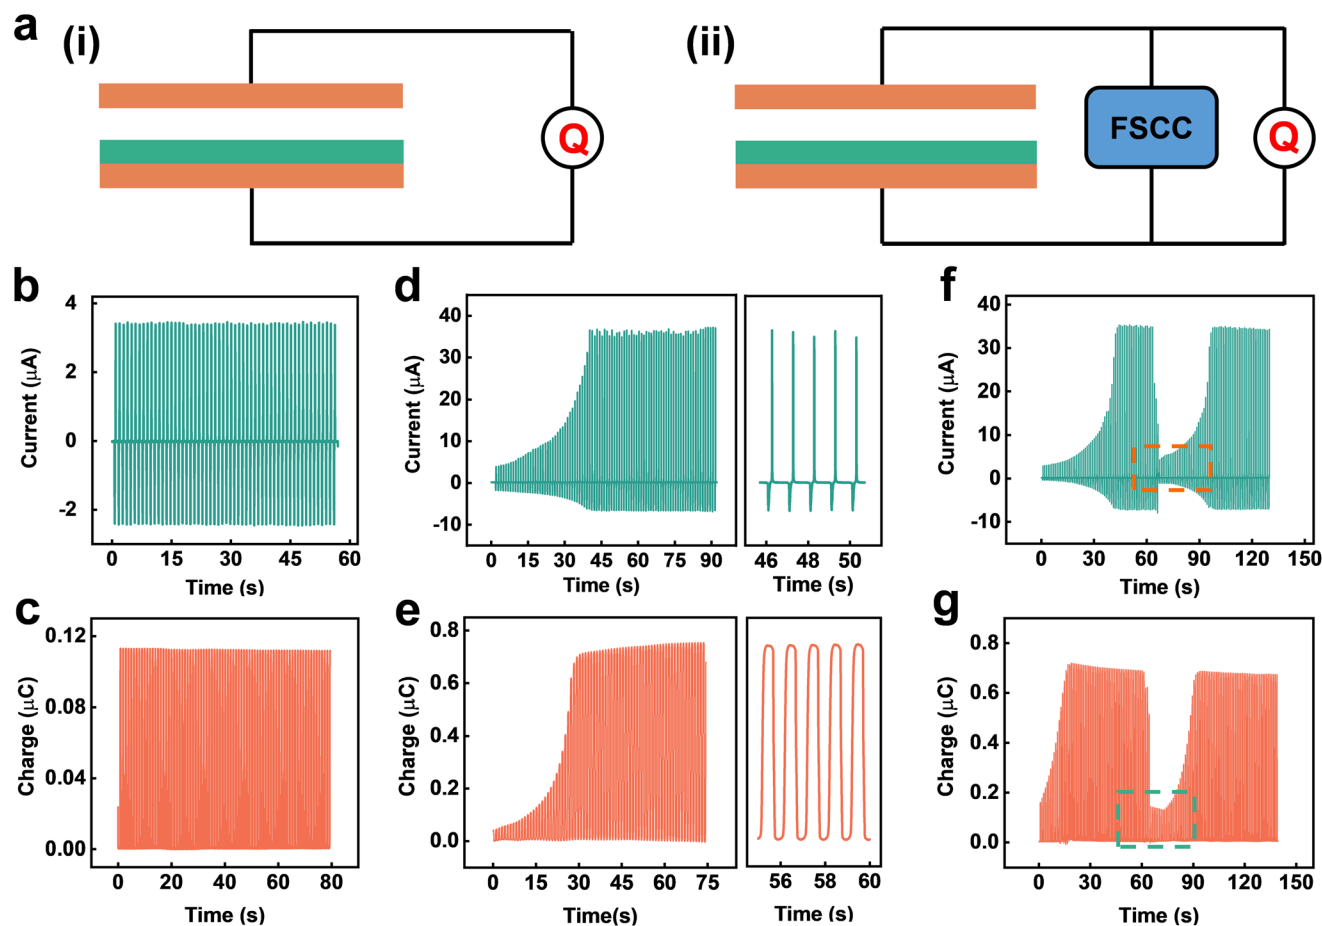 a (i) (ii)
Q FSCC Q
b
4
2
0
-2
Current (μA)
0 15 30 45 60
Time (s)
d
40
30
20
10
0
-10
Current (μA)
0 15 30 45 60 75 90
Time (s)
46 48 50
Time (s)
f
40
30
20
10
0
-10
Current (μA)
0 30 60 90 120 150
Time (s)
c
0.12
0.08
0.04
0.00
Charge (μC)
0 20 40 60 80
Time (s)
e
0.8
0.6
0.4
0.2
0.0
Charge (μC)
0 15 30 45 60 75
Time(s)
56 58 60
Time (s)
g
0.8
0.6
0.4
0.2
0.0
Charge (μC)
0 30 60 90 120 150
Time (s)